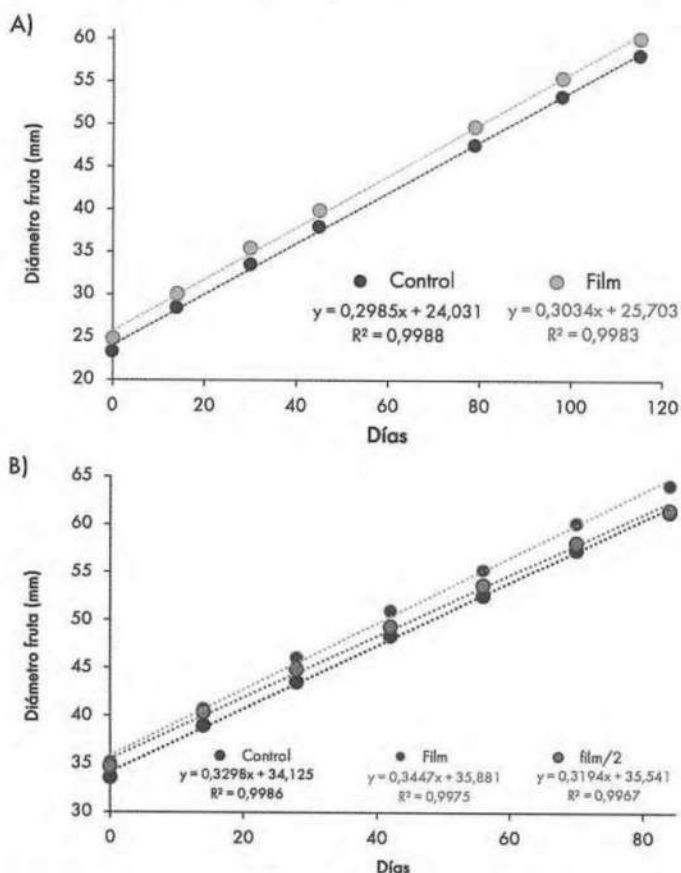 A)
60
55
50
45
40
35
30
25
20
Diámetro fruta (mm)
Control Film
y = 0,2985x + 24,031 y = 0,3034x + 25,703
R² = 0,9988 R² = 0,9983
0 20 40 60 80 100 120
Días
B)
65
60
55
50
45
40
35
30
Diámetro fruta (mm)
Control Film film/2
y = 0,3298x + 34,125 y = 0,3447x + 35,881 y = 0,3194x + 35,541
R² = 0,9986 R² = 0,9975 R² = 0,9967
0 20 40 60 80
Días